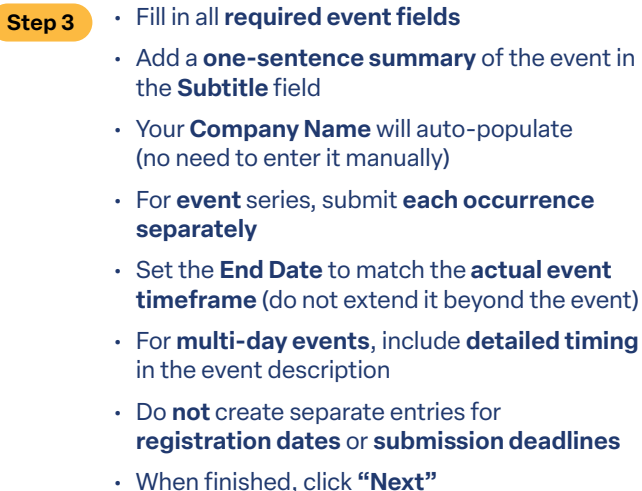 Step 3
• Fill in all required event fields
• Add a one-sentence summary of the event in
the Subtitle field
• Your Company Name will auto-populate
(no need to enter it manually)
• For event series, submit each occurrence
separately
• Set the End Date to match the actual event
timeframe (do not extend it beyond the event)
• For multi-day events, include detailed timing
in the event description
• Do not create separate entries for
registration dates or submission deadlines
• When finished, click “Next”